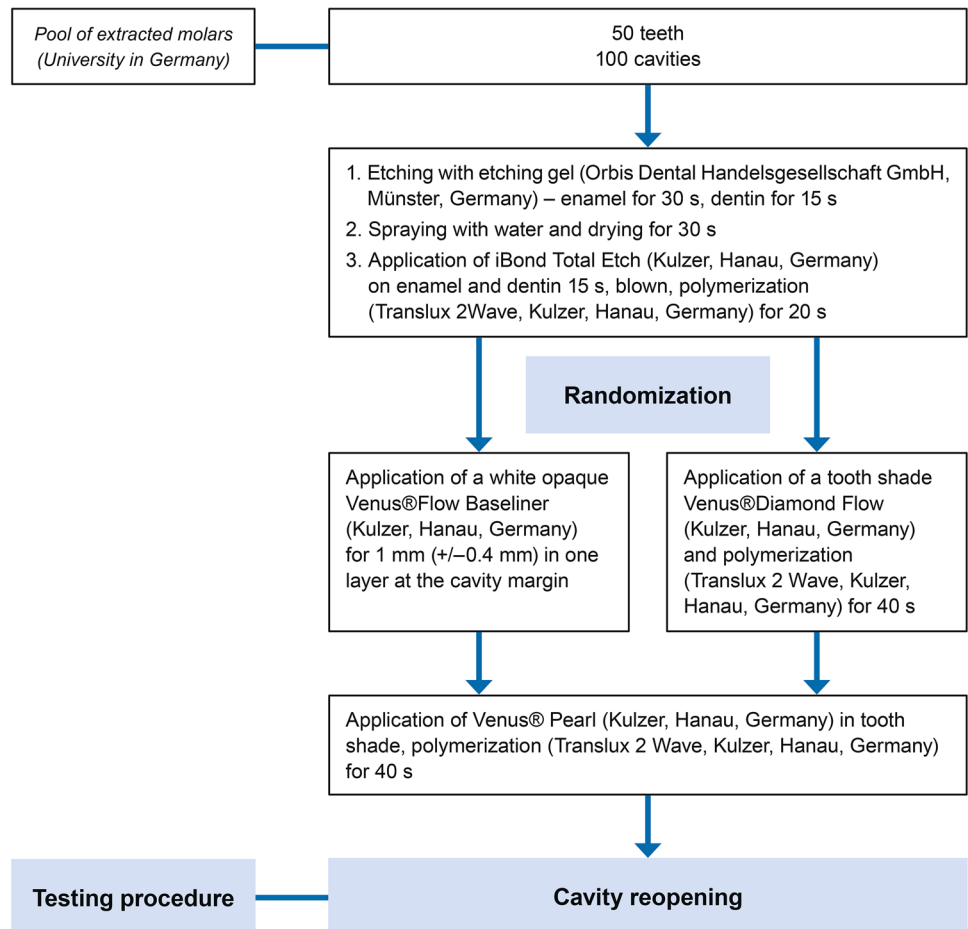 Pool of extracted molars
(University in Germany)
50 teeth
100 cavities
1. Etching with etching gel (Orbis Dental Handelsgesellschaft GmbH,
Münster, Germany) – enamel for 30 s, dentin for 15 s
2. Spraying with water and drying for 30 s
3. Application of iBond Total Etch (Kulzer, Hanau, Germany)
on enamel and dentin 15 s, blown, polymerization
(Translux 2Wave, Kulzer, Hanau, Germany) for 20 s
Randomization
Application of a white opaque
Venus®Flow Baseliner
(Kulzer, Hanau, Germany)
for 1 mm (+/–0.4 mm) in one
layer at the cavity margin
Application of a tooth shade
Venus®Diamond Flow
(Kulzer, Hanau, Germany)
and polymerization
(Translux 2 Wave, Kulzer,
Hanau, Germany) for 40 s
Application of Venus® Pearl (Kulzer, Hanau, Germany) in tooth
shade, polymerization (Translux 2 Wave, Kulzer, Hanau, Germany)
for 40 s
Testing procedure
Cavity reopening